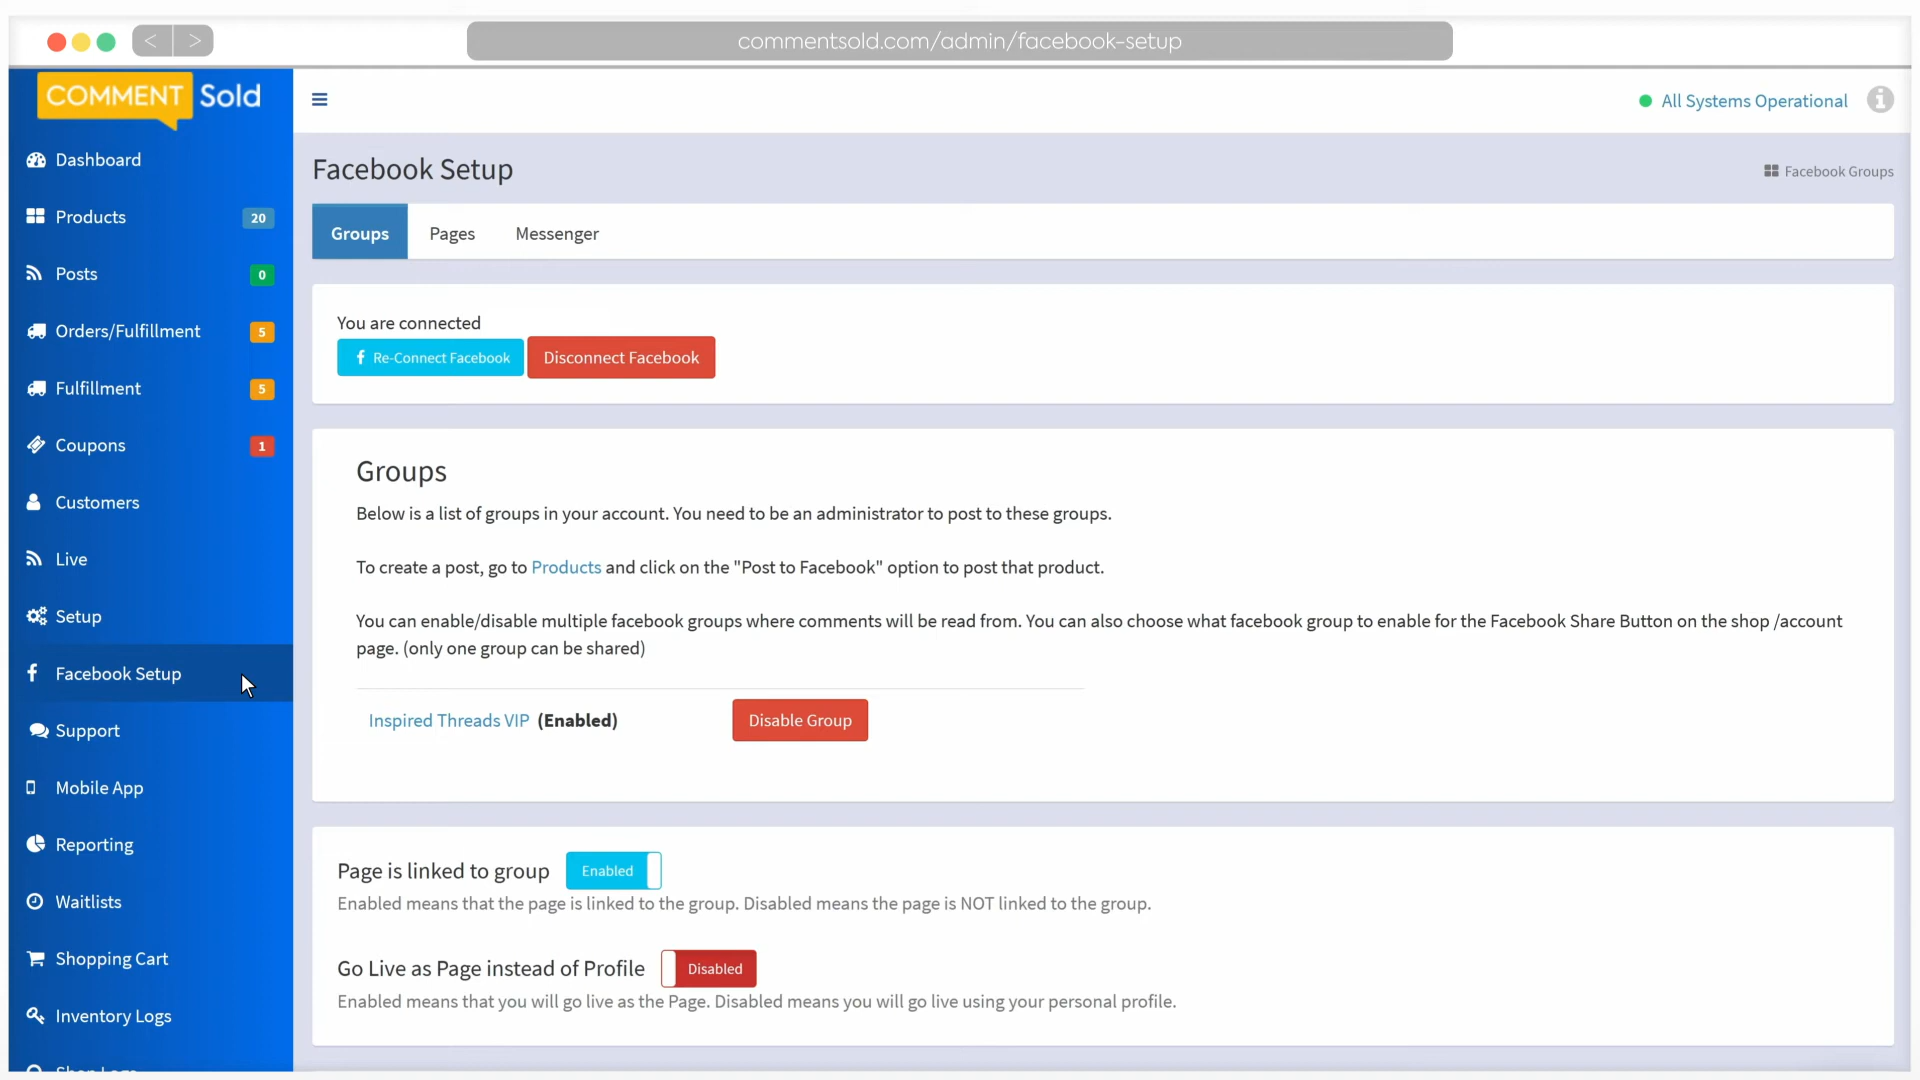 commentsold.com/admin/facebook-setup
COMMENT Sold
All Systems Operational
Dashboard
Products 20
Posts 0
Orders/Fulfillment 5
Fulfillment 5
Coupons 1
Customers
Live
Setup
Facebook Setup
Support
Mobile App
Reporting
Waitlists
Shopping Cart
Inventory Logs
Facebook Setup
Facebook Groups
Groups Pages Messenger
You are connected
Re-Connect Facebook Disconnect Facebook
Groups
Below is a list of groups in your account. You need to be an administrator to post to these groups.
To create a post, go to Products and click on the "Post to Facebook" option to post that product.
You can enable/disable multiple facebook groups where comments will be read from. You can also choose what facebook group to enable for the Facebook Share Button on the shop /account
page. (only one group can be shared)
Inspired Threads VIP (Enabled) Disable Group
Page is linked to group Enabled
Enabled means that the page is linked to the group. Disabled means the page is NOT linked to the group.
Go Live as Page instead of Profile Disabled
Enabled means that you will go live as the Page. Disabled means you will go live using your personal profile.